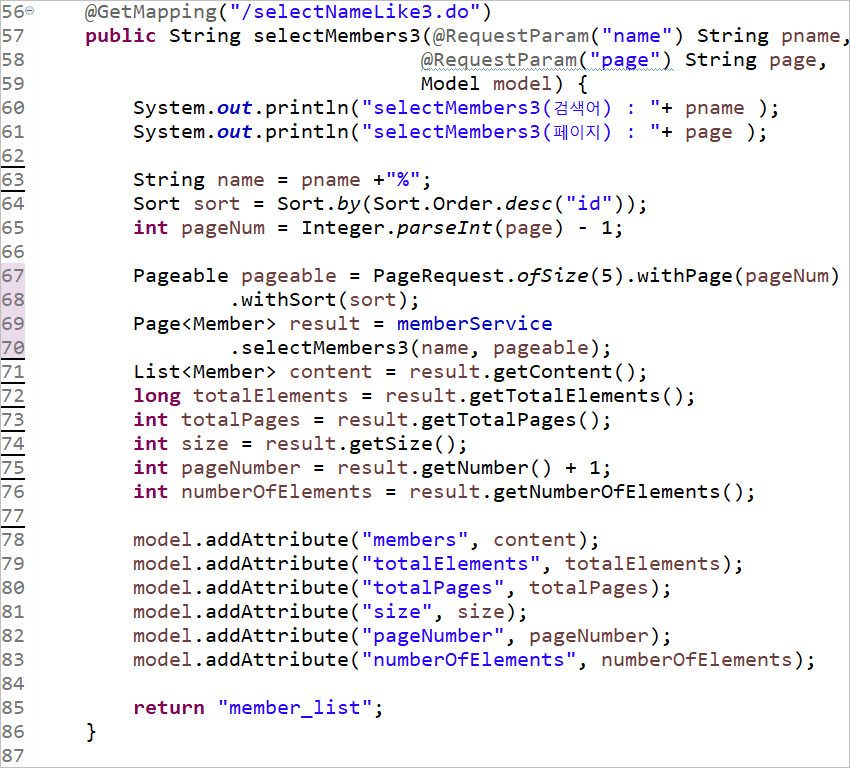 56 @GetMapping("/selectNameLike3.do")
57 public String selectMembers3(@RequestParam("name") String pname,
58 @RequestParam("page") String page,
59 Model model) {
60 System.out.println("selectMembers3(검색어) : "+ pname );
61 System.out.println("selectMembers3(페이지) : "+ page );
62
63 String name = pname +"%";
64 Sort sort = Sort.by(Sort.Order.desc("id"));
65 int pageNum = Integer.parseInt(page) - 1;
66
67 Pageable pageable = PageRequest.ofSize(5).withPage(pageNum)
68 .withSort(sort);
69 Page<Member> result = memberService
70 .selectMembers3(name, pageable);
71 List<Member> content = result.getContent();
72 long totalElements = result.getTotalElements();
73 int totalPages = result.getTotalPages();
74 int size = result.getSize();
75 int pageNumber = result.getNumber() + 1;
76 int numberOfElements = result.getNumberOfElements();
77
78 model.addAttribute("members", content);
79 model.addAttribute("totalElements", totalElements);
80 model.addAttribute("totalPages", totalPages);
81 model.addAttribute("size", size);
82 model.addAttribute("pageNumber", pageNumber);
83 model.addAttribute("numberOfElements", numberOfElements);
84
85 return "member_list";
86 }
87